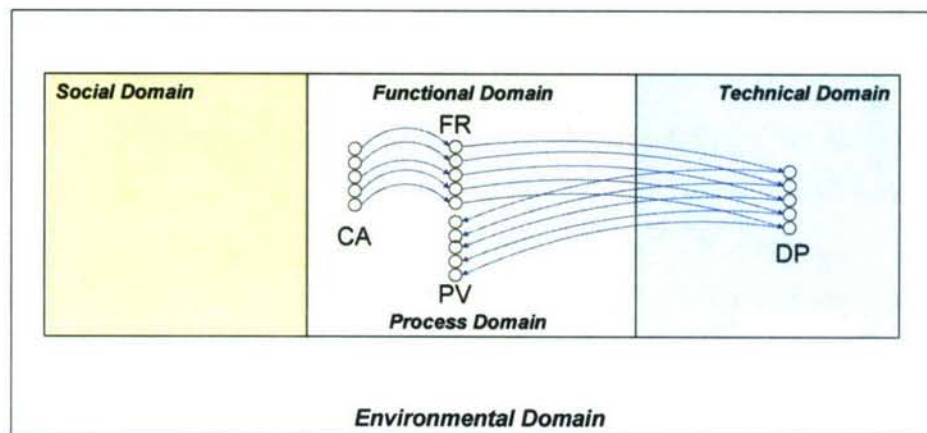 Social Domain
Functional Domain
Technical Domain
FR
CA
DP
PV
Process Domain
Environmental Domain